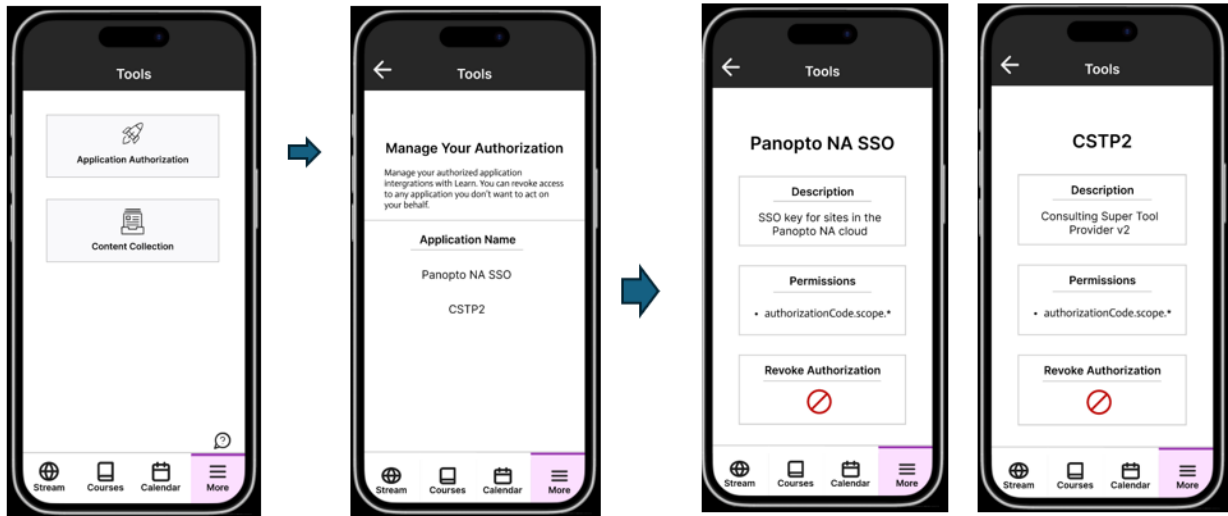 Tools
Application Authorization
Content Collection
Stream
Courses
Calendar
More
Tools
Manage Your Authorization
Manage your authorized application
intergrations with Learn. You can revoke access
to any application you don't want to act on
your behalf.
Application Name
Panopto NA SSO
CSTP2
Stream
Courses
Calendar
More
Tools
Panopto NA SSO
Description
SSO key for sites in the
Panopto NA cloud
Permissions
• authorizationCode.scope.*
Revoke Authorization
Stream
Courses
Calendar
More
Tools
CSTP2
Description
Consulting Super Tool
Provider v2
Permissions
• authorizationCode.scope.*
Revoke Authorization
Stream
Courses
Calendar
More